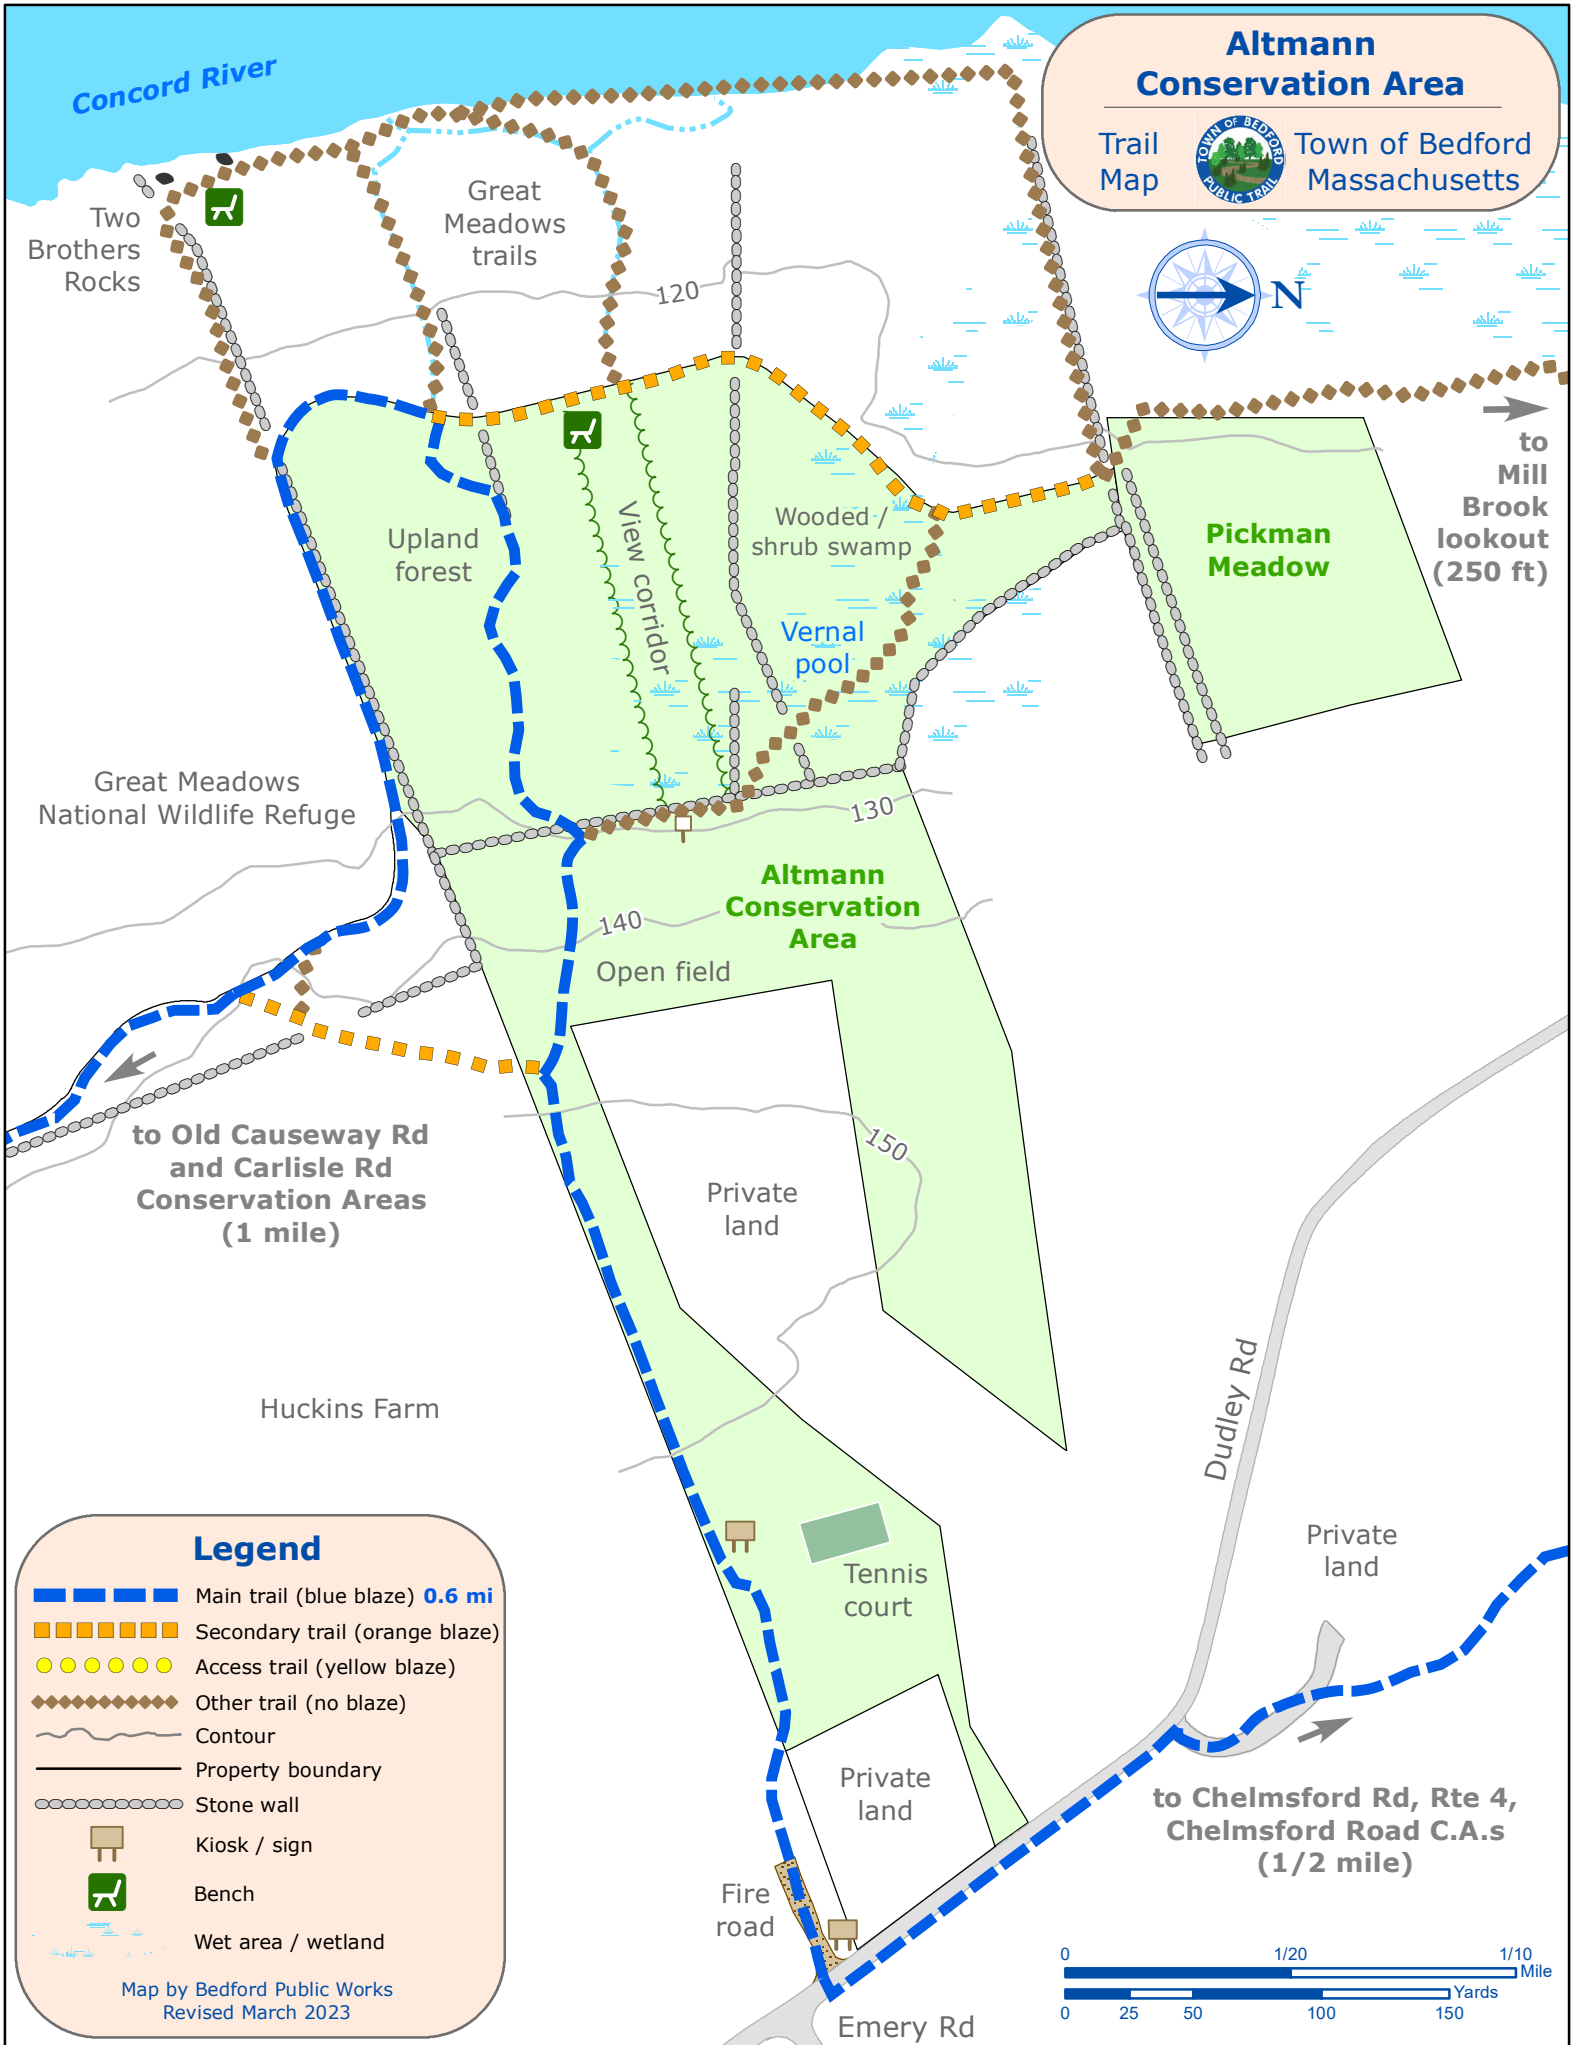 Altmann
Conservation Area
Trail
Map
TOWN OF BEDFORD
PUBLIC TRAIL
Town of Bedford
Massachusetts
Concord River
Two
Brothers
Rocks
Great
Meadows
trails
120
N
to
Mill
Brook
lookout
(250 ft)
Pickman
Meadow
Upland
forest
View corridor
Wooded /
shrub swamp
Vernal
pool
Great Meadows
National Wildlife Refuge
130
Altmann
Conservation
Area
140
Open field
to Old Causeway Rd
and Carlisle Rd
Conservation Areas
(1 mile)
150
Private
land
Huckins Farm
Dudley Rd
Private
land
Tennis
court
Private
land
to Chelmsford Rd, Rte 4,
Chelmsford Road C.A.s
(1/2 mile)
Fire
road
Emery Rd
Legend
Main trail (blue blaze) 0.6 mi
Secondary trail (orange blaze)
Access trail (yellow blaze)
Other trail (no blaze)
Contour
Property boundary
Stone wall
Kiosk / sign
Bench
Wet area / wetland
Map by Bedford Public Works
Revised March 2023
0 1/20 1/10
Mile
Yards
0 25 50 100 150